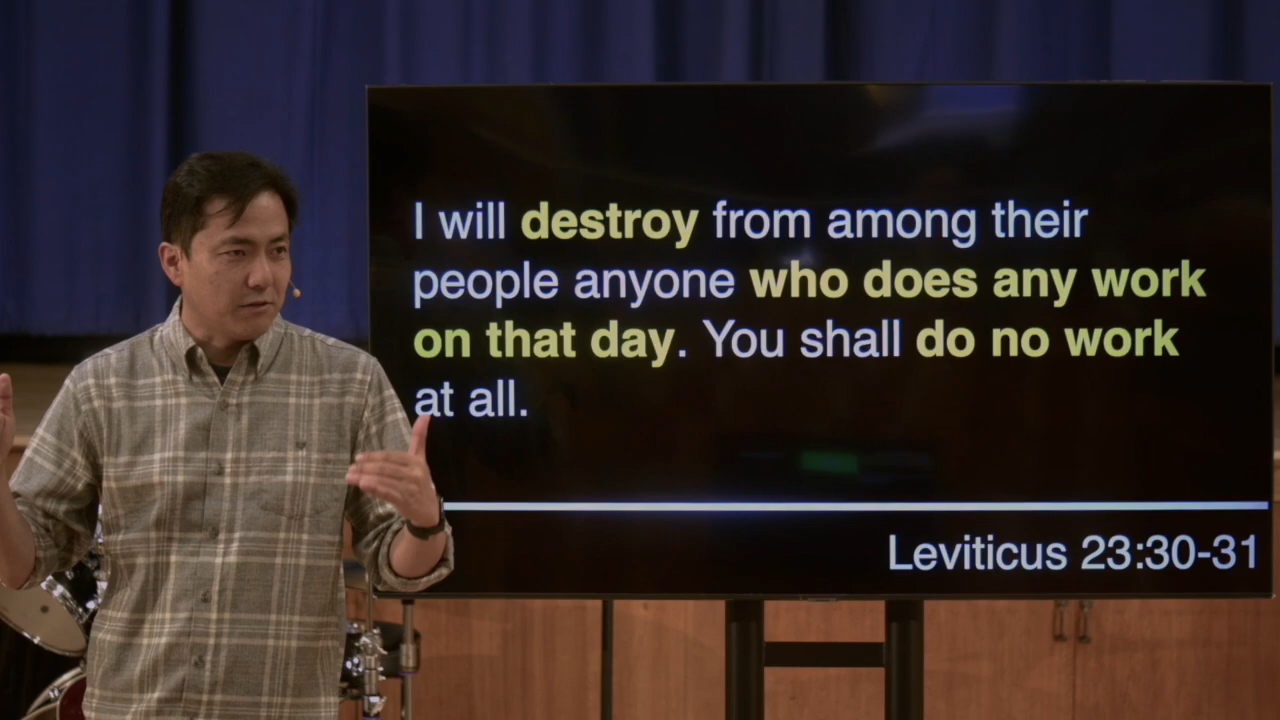 I will destroy from among their
people anyone who does any work
on that day. You shall do no work
at all.
Leviticus 23:30-31